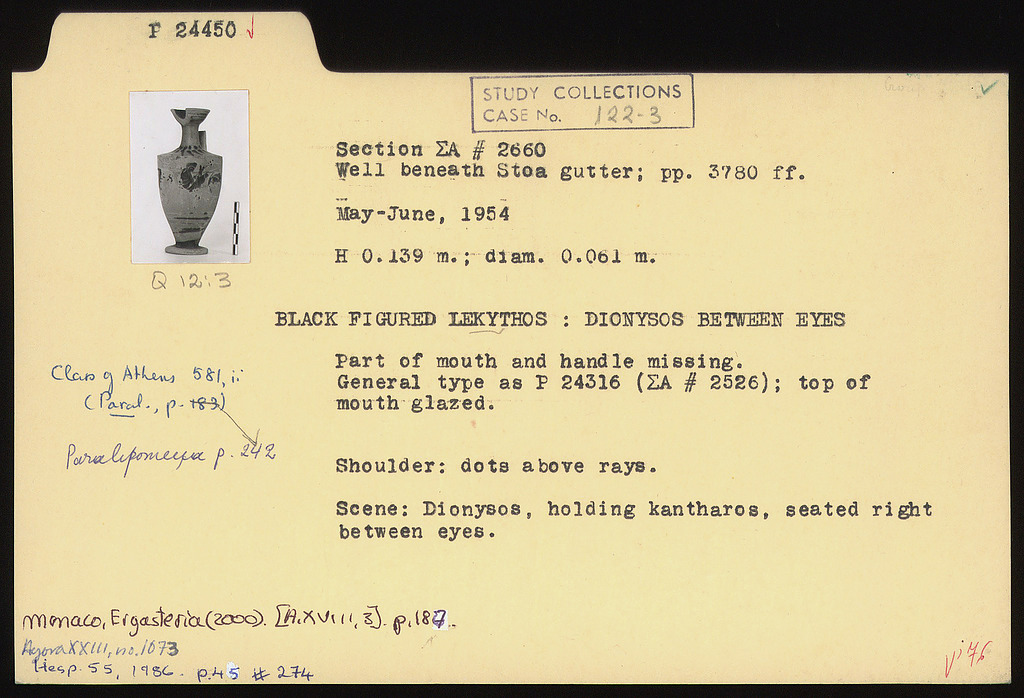 P 24450 ✓
STUDY COLLECTIONS
CASE No. 122-3
Section ΣA # 2660
Well beneath Stoa gutter; pp. 3780 ff.
May-June, 1954
H 0.139 m.; diam. 0.061 m.
Q 12:3
BLACK FIGURED LEKYTHOS : DIONYSOS BETWEEN EYES
Part of mouth and handle missing.
General type as P 24316 (ΣA # 2526); top of
mouth glazed.
Class of Athens 581, ii
(Paral., p. 183)
Paralipomena p. 242
Shoulder: dots above rays.
Scene: Dionysos, holding kantharos, seated right
between eyes.
Monaco, Ergasteria (2000). [A.XVIII, 3]. p. 187.
Agora XXIII, no. 1073
Hesp. 55, 1986. p. 45 # 274